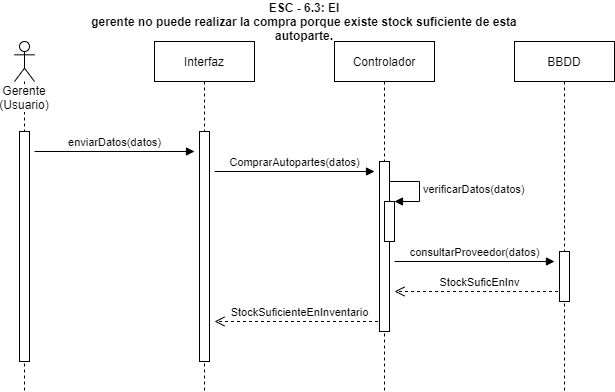 ESC - 6.3: El
gerente no puede realizar la compra porque existe stock suficiente de esta
autoparte.
Interfaz
Controlador
BBDD
Gerente
(Usuario)
enviarDatos(datos)
ComprarAutopartes(datos)
verificarDatos(datos)
consultarProveedor(datos)
StockSuficEnInv
StockSuficienteEnInventario